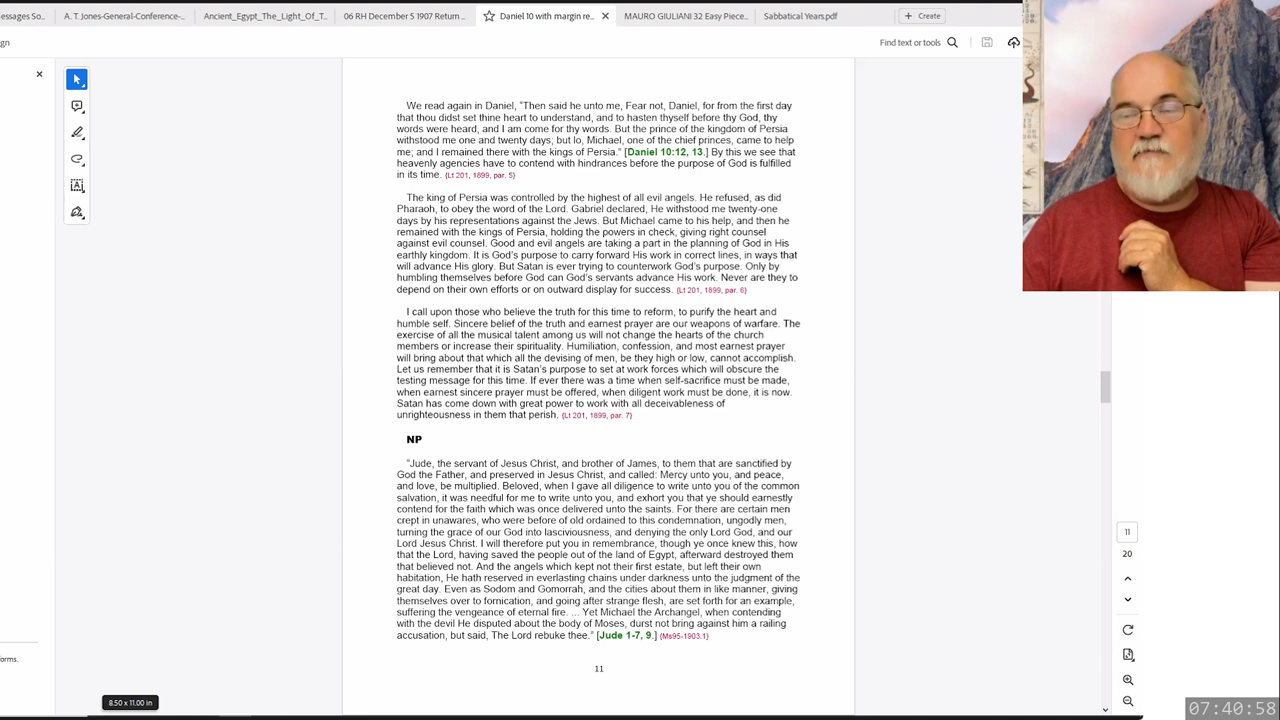 essages So...
A. T. Jones-General-Conference-...
Ancient_Egypt_The_Light_Of_T...
06 RH December 5 1907 Return ...
Daniel 10 with margin re...
MAURO GIULIANI 32 Easy Piece...
Sabbatical Years.pdf
Create
gn
Find text or tools
We read again in Daniel, "Then said he unto me, Fear not, Daniel, for from the first day
that thou didst set thine heart to understand, and to hasten thyself before thy God, thy
words were heard, and I am come for thy words. But the prince of the kingdom of Persia
withstood me one and twenty days; but lo, Michael, one of the chief princes, came to help
me; and I remained there with the kings of Persia." [Daniel 10:12, 13.] By this we see that
heavenly agencies have to contend with hindrances before the purpose of God is fulfilled
in its time. {Lt 201, 1899, par. 5}
The king of Persia was controlled by the highest of all evil angels. He refused, as did
Pharaoh, to obey the word of the Lord. Gabriel declared, He withstood me twenty-one
days by his representations against the Jews. But Michael came to his help, and then he
remained with the kings of Persia, holding the powers in check, giving right counsel
against evil counsel. Good and evil angels are taking a part in the planning of God in His
earthly kingdom. It is God's purpose to carry forward His work in correct lines, in ways that
will advance His glory. But Satan is ever trying to counterwork God's purpose. Only by
humbling themselves before God can God's servants advance His work. Never are they to
depend on their own efforts or on outward display for success. {Lt 201, 1899, par. 6}
I call upon those who believe the truth for this time to reform, to purify the heart and
humble self. Sincere belief of the truth and earnest prayer are our weapons of warfare. The
exercise of all the musical talent among us will not change the hearts of the church
members or increase their spirituality. Humiliation, confession, and most earnest prayer
will bring about that which all the devising of men, be they high or low, cannot accomplish.
Let us remember that it is Satan's purpose to set at work forces which will obscure the
testing message for this time. If ever there was a time when self-sacrifice must be made,
when earnest sincere prayer must be offered, when diligent work must be done, it is now.
Satan has come down with great power to work with all deceivableness of
unrighteousness in them that perish. {Lt 201, 1899, par. 7}
NP
"Jude, the servant of Jesus Christ, and brother of James, to them that are sanctified by
God the Father, and preserved in Jesus Christ, and called: Mercy unto you, and peace,
and love, be multiplied. Beloved, when I gave all diligence to write unto you of the common
salvation, it was needful for me to write unto you, and exhort you that ye should earnestly
contend for the faith which was once delivered unto the saints. For there are certain men
crept in unawares, who were before of old ordained to this condemnation, ungodly men,
turning the grace of our God into lasciviousness, and denying the only Lord God, and our
Lord Jesus Christ. I will therefore put you in remembrance, though ye once knew this, how
that the Lord, having saved the people out of the land of Egypt, afterward destroyed them
that believed not. And the angels which kept not their first estate, but left their own
habitation, He hath reserved in everlasting chains under darkness unto the judgment of the
great day. Even as Sodom and Gomorrah, and the cities about them in like manner, giving
themselves over to fornication, and going after strange flesh, are set forth for an example,
suffering the vengeance of eternal fire. ... Yet Michael the Archangel, when contending
with the devil He disputed about the body of Moses, durst not bring against him a railing
accusation, but said, The Lord rebuke thee." [Jude 1-7, 9.] {Ms95-1903.1}
11
11
20
orms.
8.50 x 11.00 in
07:40:58